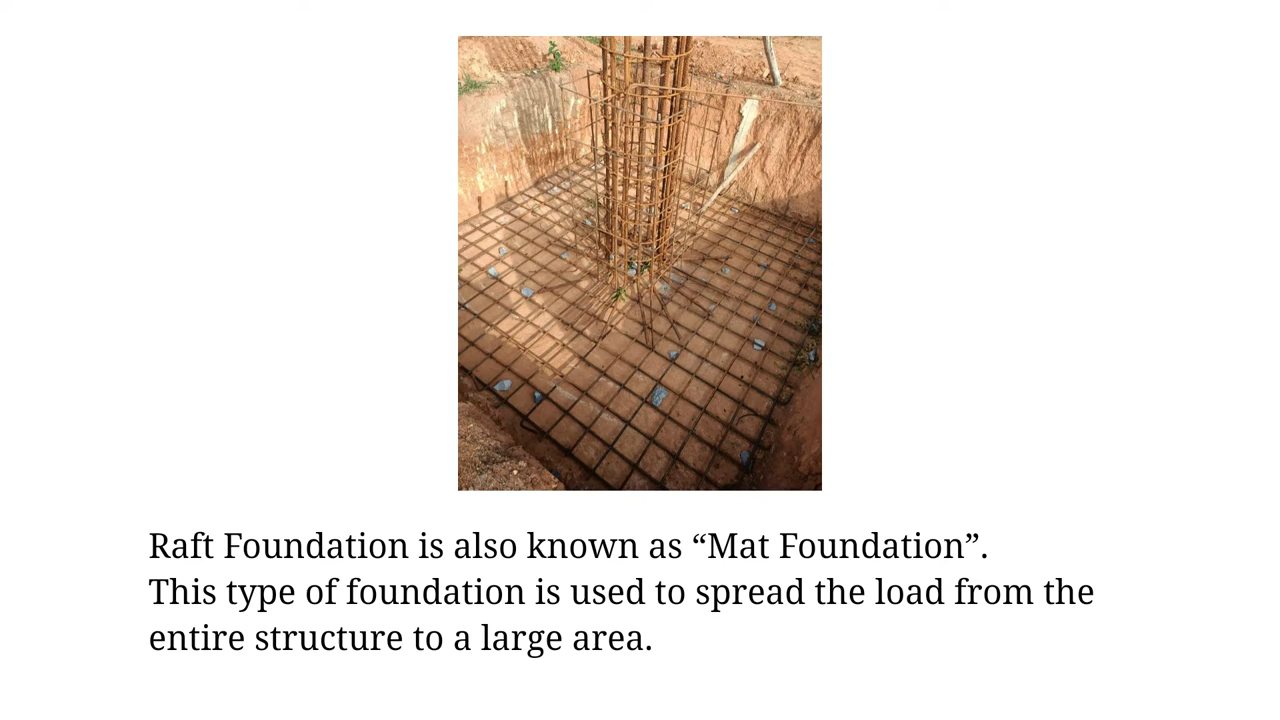 Raft Foundation is also known as “Mat Foundation”.
This type of foundation is used to spread the load from the
entire structure to a large area.